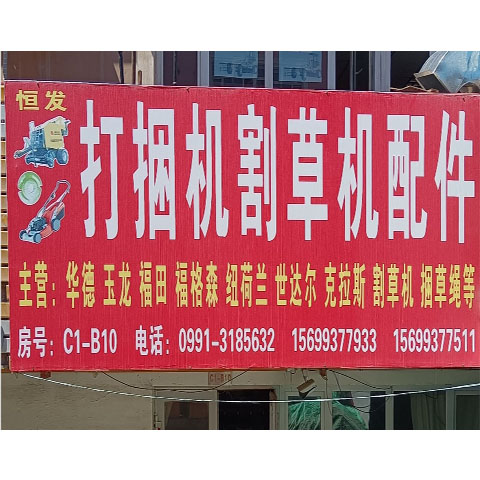 恒发
打捆机割草机配件
主营：华德 玉龙 福田 福格森 纽荷兰 世达尔 克拉斯 割草机 捆草绳等
房号：C1-B10 电话：0991-3185632 15699377933 15699377511
C1-B10